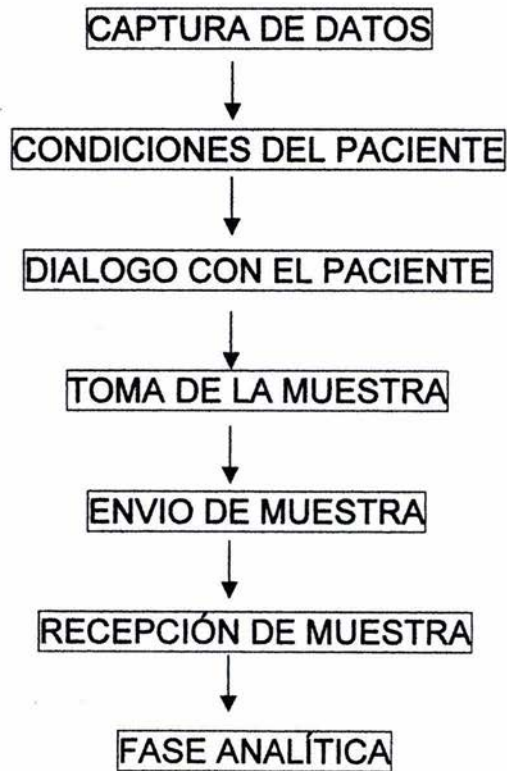 CAPTURA DE DATOS
CONDICIONES DEL PACIENTE
DIALOGO CON EL PACIENTE
TOMA DE LA MUESTRA
ENVIO DE MUESTRA
RECEPCIÓN DE MUESTRA
FASE ANALÍTICA